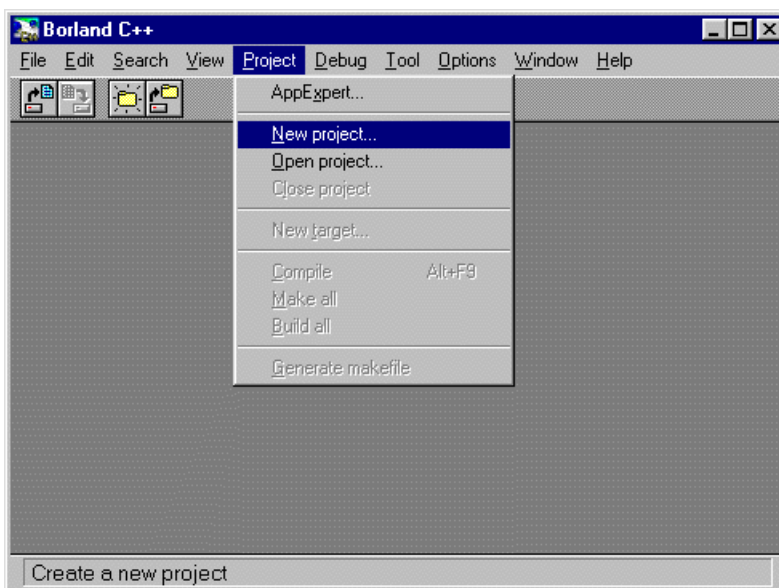 Borland C++
File Edit Search View Project Debug Tool Options Window Help
AppExpert...
New project...
Open project...
Close project
New target...
Compile Alt+F9
Make all
Build all
Generate makefile
Create a new project